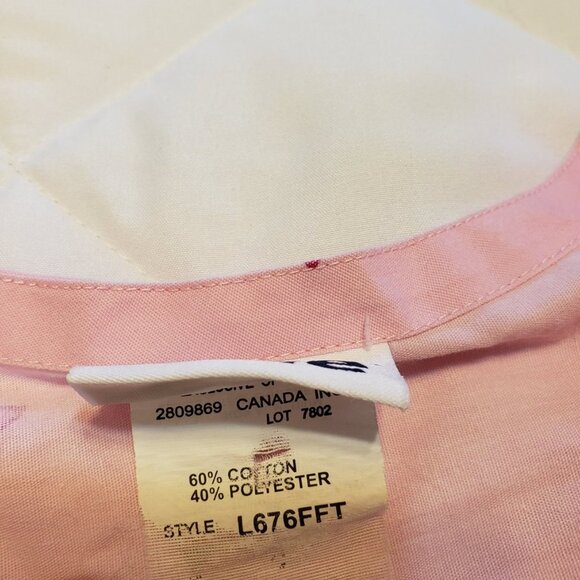 2809869 CANADA INC
LOT 7802
60% COTTON
40% POLYESTER
STYLE L676FFT